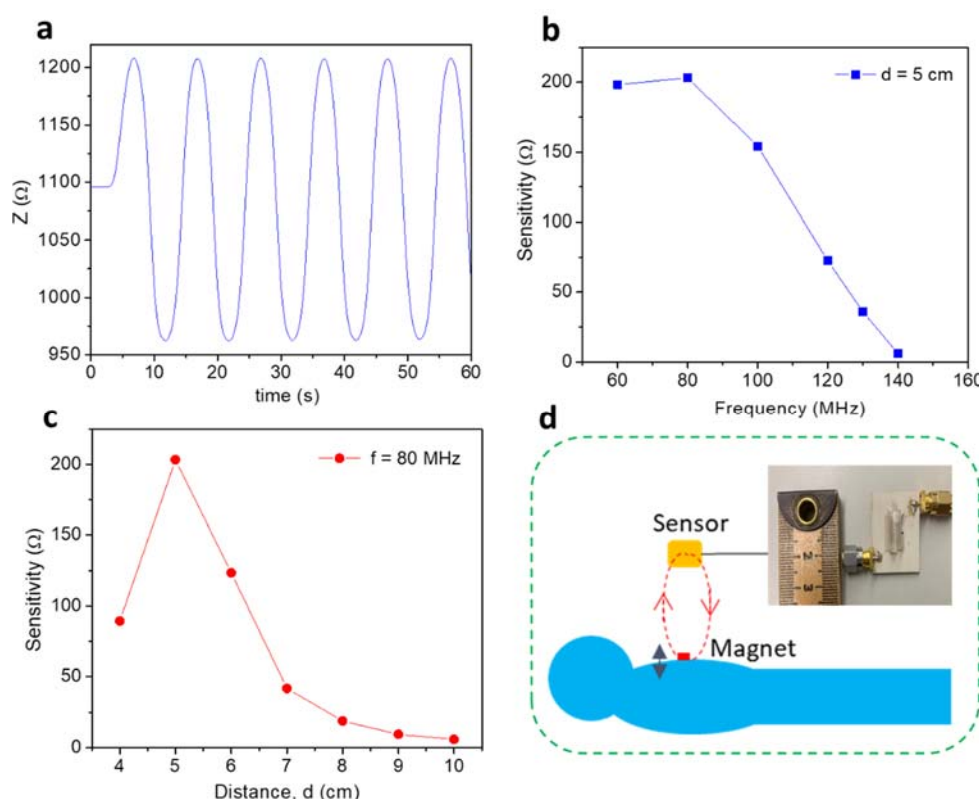 a
1200
1150
1100
1050
1000
950
Z (Ω)
0 10 20 30 40 50 60
time (s)
b
200
150
100
50
0
Sensitivity (Ω)
d = 5 cm
60 80 100 120 140 160
Frequency (MHz)
c
200
150
100
50
0
Sensitivity (Ω)
f = 80 MHz
4 5 6 7 8 9 10
Distance, d (cm)
d
Sensor
Magnet
2
3